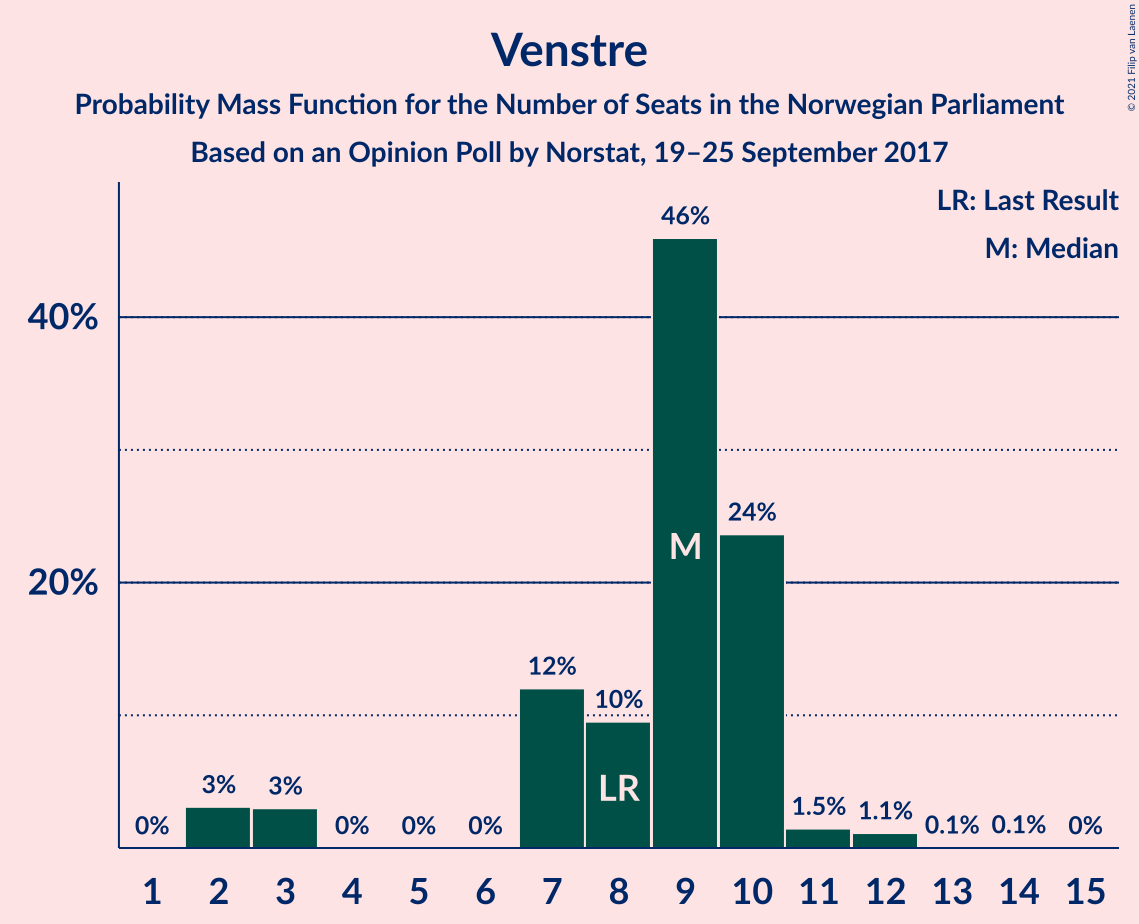 Venstre
Probability Mass Function for the Number of Seats in the Norwegian Parliament
Based on an Opinion Poll by Norstat, 19–25 September 2017
© 2021 Filip van Laenen
LR: Last Result
M: Median
40%
20%
0%
3%
3%
0%
0%
0%
12%
10%
46%
24%
1.5%
1.1%
0.1%
0.1%
0%
LR
M
1 2 3 4 5 6 7 8 9 10 11 12 13 14 15